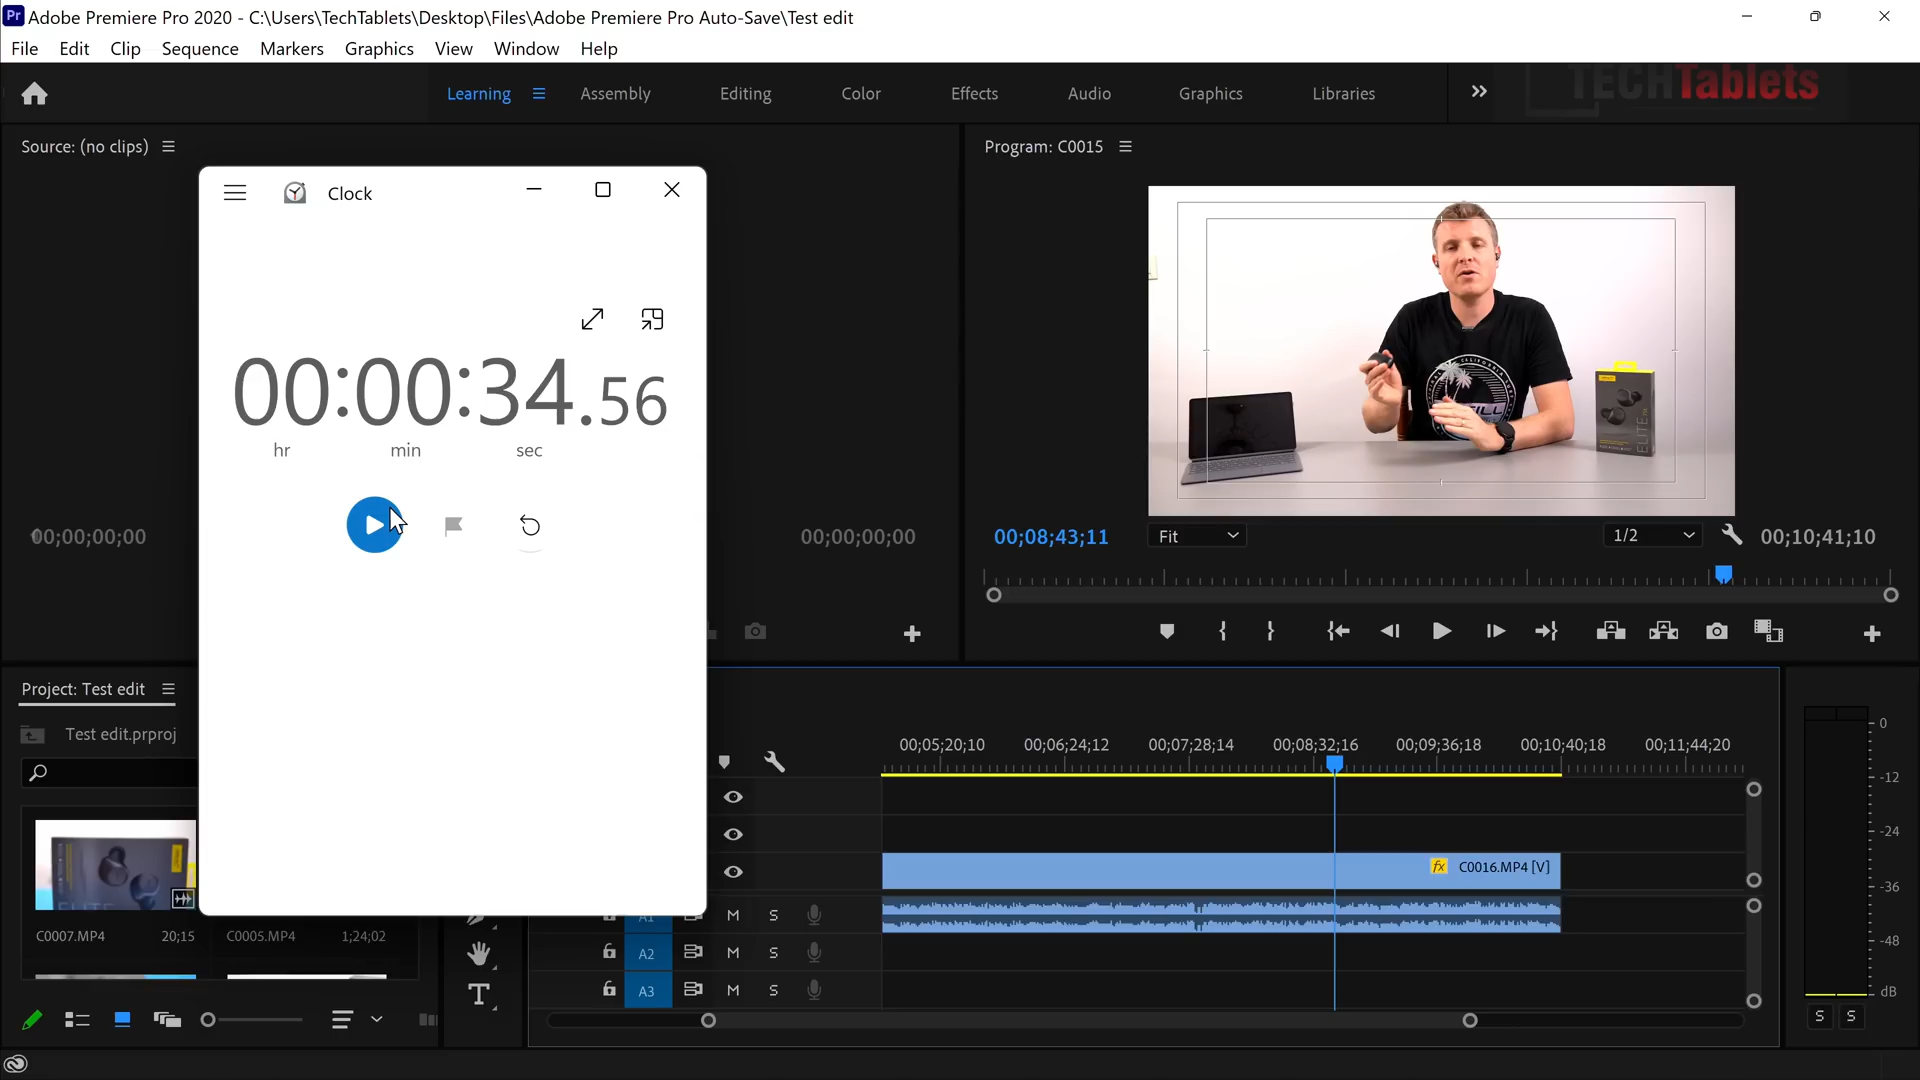 Pr Adobe Premiere Pro 2020 - C:\Users\TechTablets\Desktop\Files\Adobe Premiere Pro Auto-Save\Test edit
File Edit Clip Sequence Markers Graphics View Window Help
Learning Assembly Editing Color Effects Audio Graphics Libraries
TECHTablets
Source: (no clips)
Program: C0015
Clock
00:00:34.56
hr min sec
00;00;00;00
00;00;00;00
ELITE
00;08;43;11
Fit
1/2
00;10;41;10
Project: Test edit
Test edit.prproj
C0007.MP4 20;15
C0005.MP4 1;24;02
00;05;20;10 00;06;24;12 00;07;28;14 00;08;32;16 00;09;36;18 00;10;40;18 00;11;44;20
fx C0016.MP4 [V]
A1 M S
A2 M S
A3 M S
T
0
-12
-24
-36
-48
dB
S S